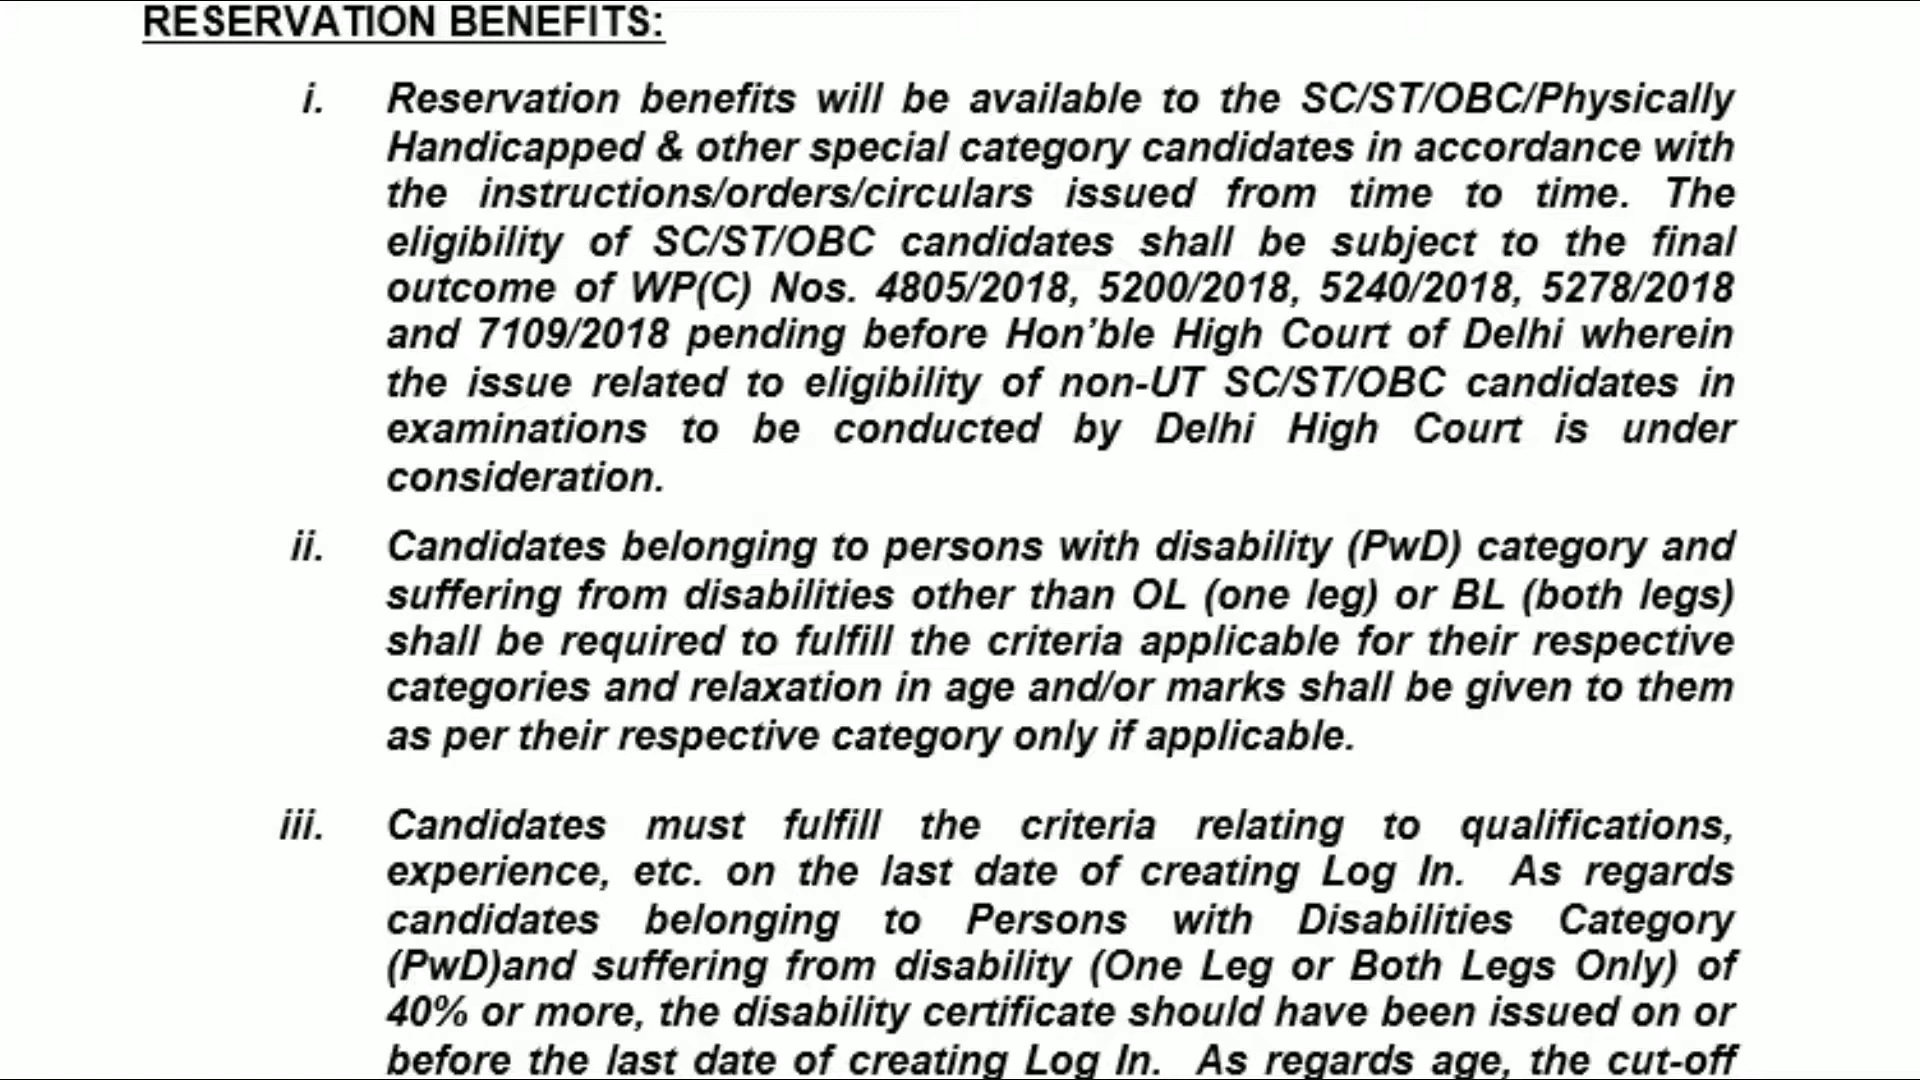 RESERVATION BENEFITS:
i. Reservation benefits will be available to the SC/ST/OBC/Physically
Handicapped & other special category candidates in accordance with
the instructions/orders/circulars issued from time to time. The
eligibility of SC/ST/OBC candidates shall be subject to the final
outcome of WP(C) Nos. 4805/2018, 5200/2018, 5240/2018, 5278/2018
and 7109/2018 pending before Hon’ble High Court of Delhi wherein
the issue related to eligibility of non-UT SC/ST/OBC candidates in
examinations to be conducted by Delhi High Court is under
consideration.
ii. Candidates belonging to persons with disability (PwD) category and
suffering from disabilities other than OL (one leg) or BL (both legs)
shall be required to fulfill the criteria applicable for their respective
categories and relaxation in age and/or marks shall be given to them
as per their respective category only if applicable.
iii. Candidates must fulfill the criteria relating to qualifications,
experience, etc. on the last date of creating Log In. As regards
candidates belonging to Persons with Disabilities Category
(PwD)and suffering from disability (One Leg or Both Legs Only) of
40% or more, the disability certificate should have been issued on or
before the last date of creating Log In. As regards age, the cut-off